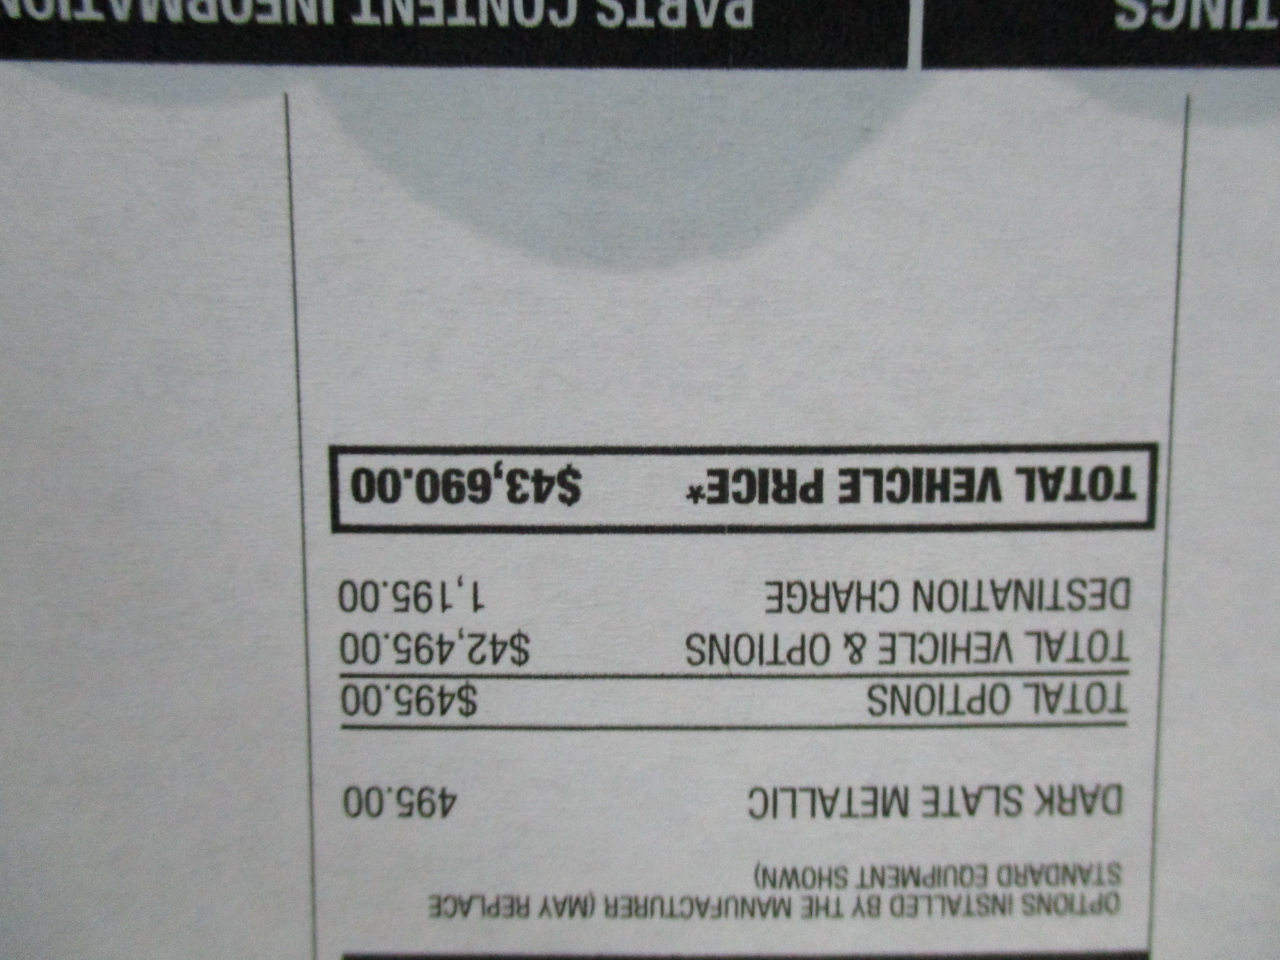 OPTIONS INSTALLED BY THE MANUFACTURER (MAY REPLACE
STANDARD EQUIPMENT SHOWN)
DARK SLATE METALLIC 495.00
TOTAL OPTIONS $495.00
TOTAL VEHICLE & OPTIONS $42,495.00
DESTINATION CHARGE 1,195.00
TOTAL VEHICLE PRICE* $43,690.00
PARTS CONTENT INFORMATION